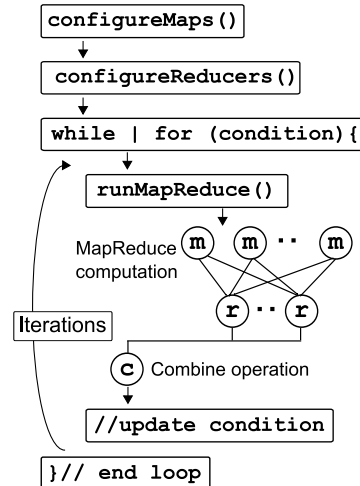 configureMaps()
configureReducers()
while | for (condition){
runMapReduce()
m m ·· m
MapReduce
computation
r ·· r
Iterations
c Combine operation
//update condition
}// end loop